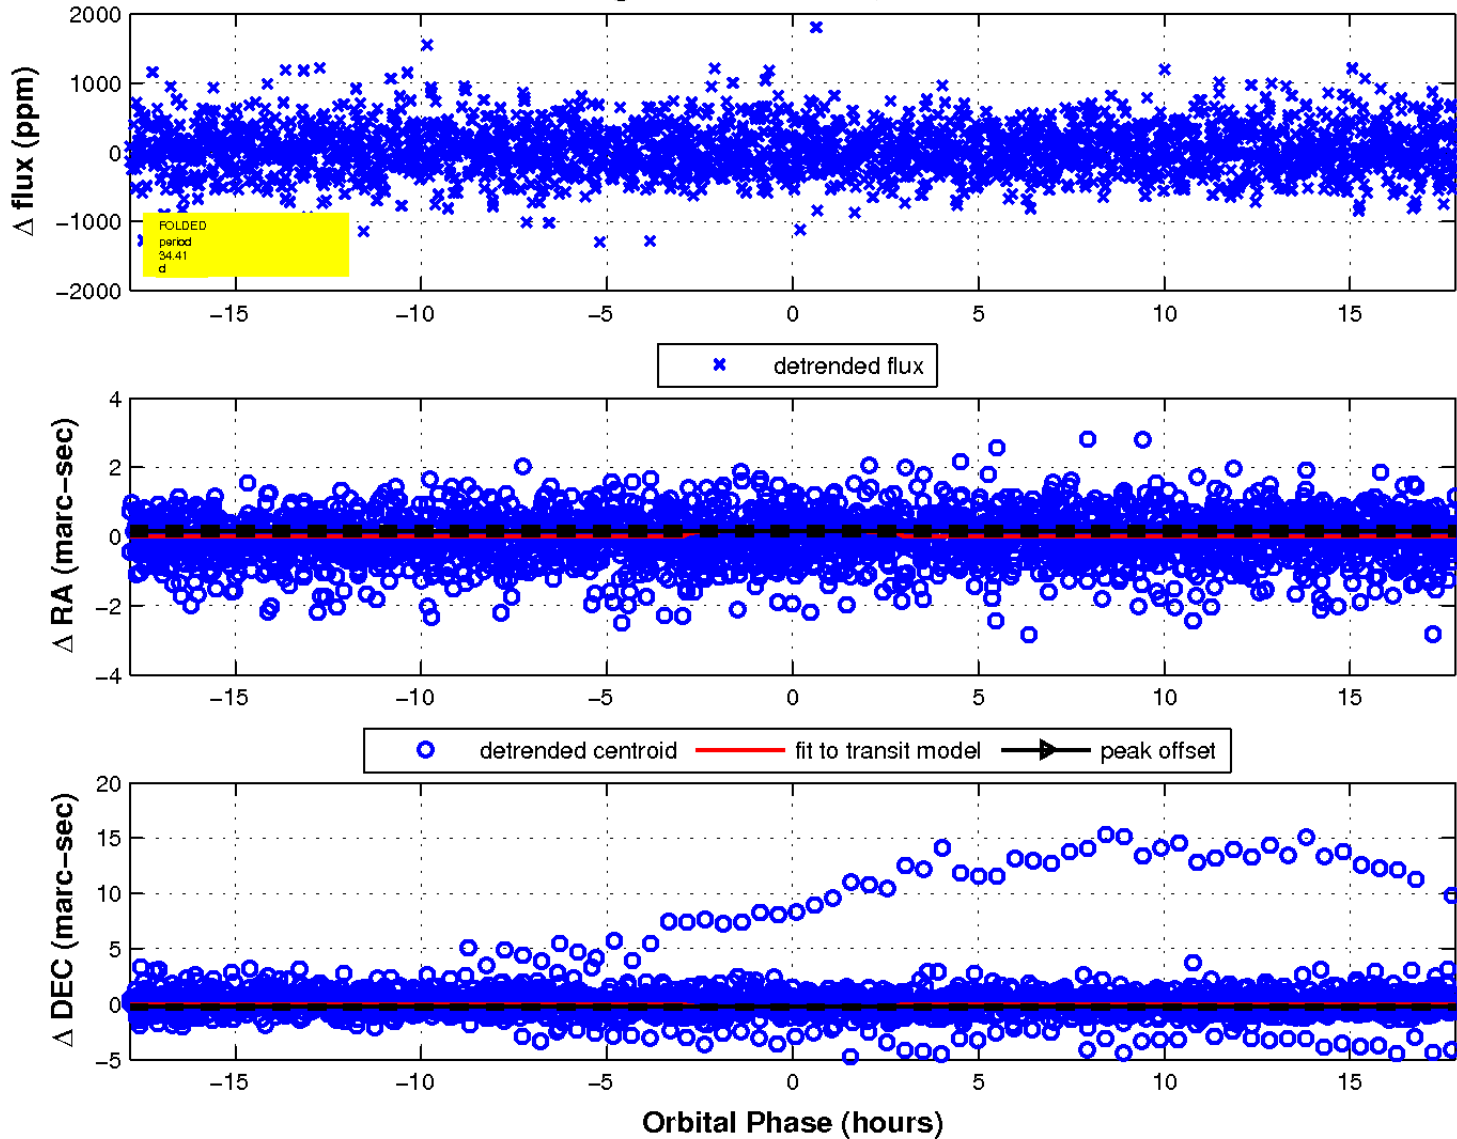 2000
1000
0
−1000
−2000
Δ flux (ppm)
FOLDED
period
34.41
d
−15 −10 −5 0 5 10 15
detrended flux
4
2
0
−2
−4
Δ RA (marc−sec)
−15 −10 −5 0 5 10 15
detrended centroid fit to transit model peak offset
20
15
10
5
0
−5
Δ DEC (marc−sec)
−15 −10 −5 0 5 10 15
Orbital Phase (hours)